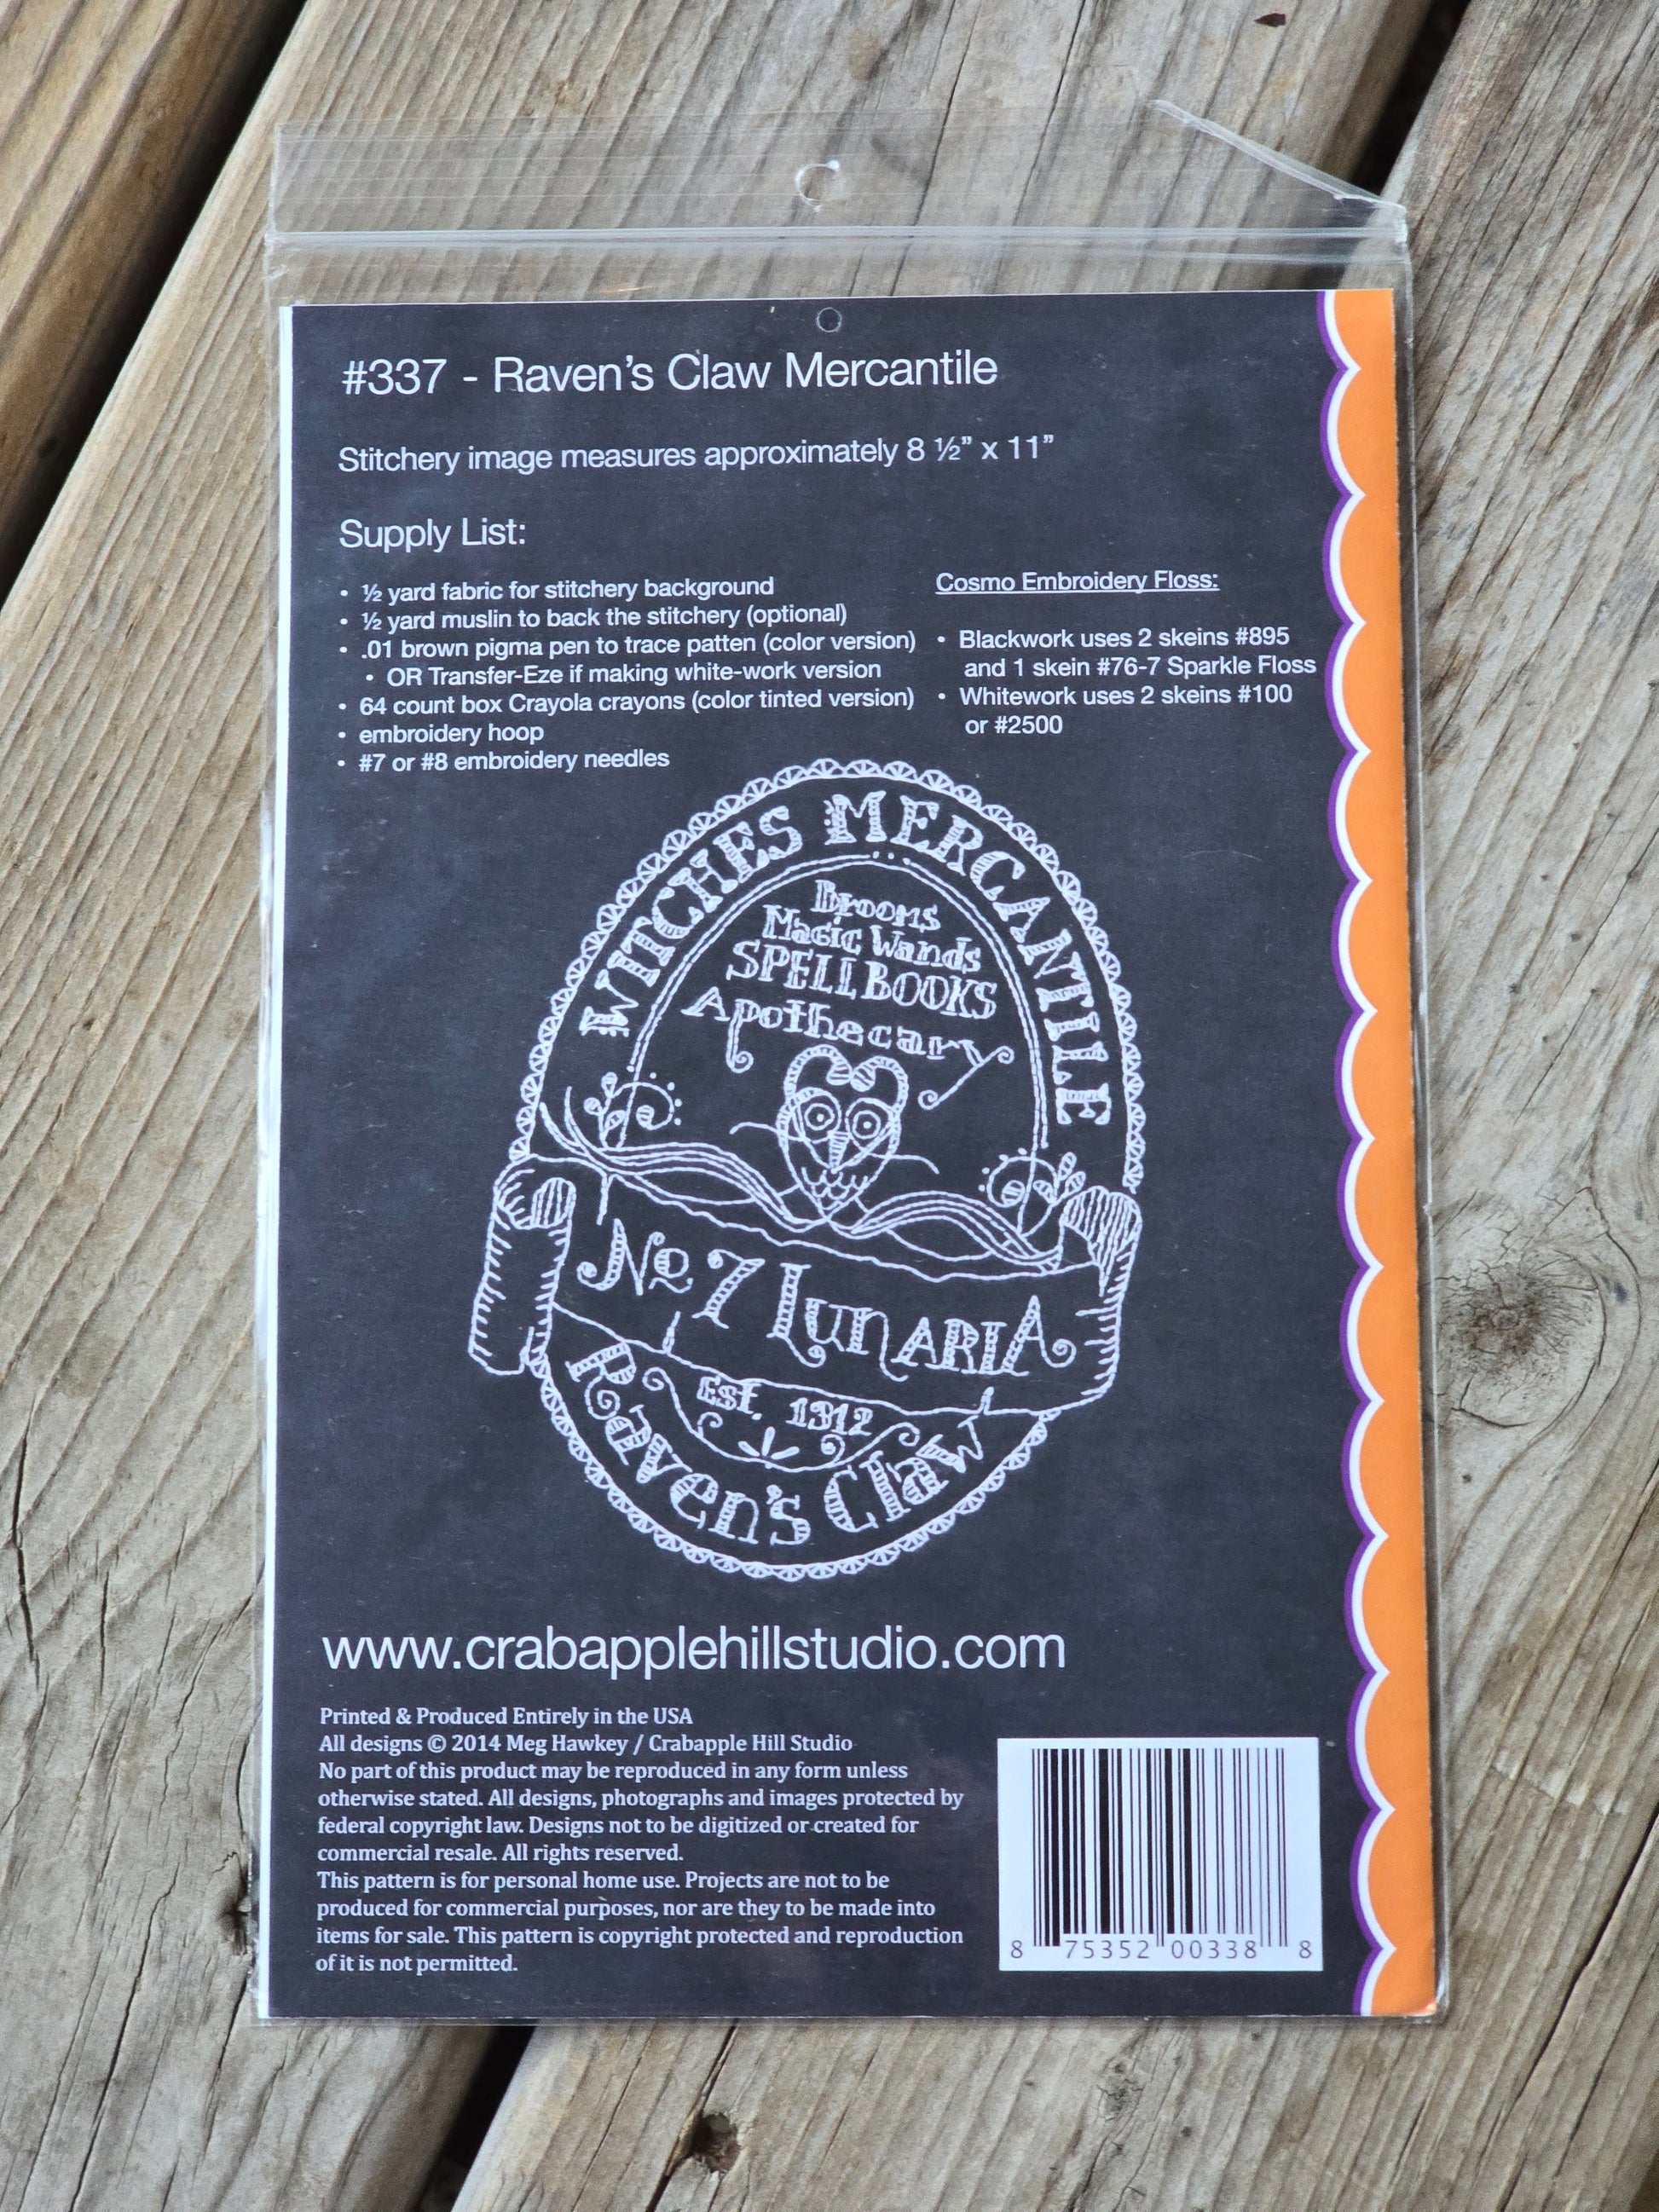 #337 - Raven's Claw Mercantile
Stitchery image measures approximately 8 ½" x 11"
Supply List:
• ½ yard fabric for stitchery background
• ½ yard muslin to back the stitchery (optional)
• .01 brown pigma pen to trace patten (color version)
• OR Transfer-Eze if making white-work version
• 64 count box Crayola crayons (color tinted version)
• embroidery hoop
• #7 or #8 embroidery needles
Cosmo Embroidery Floss:
• Blackwork uses 2 skeins #895
and 1 skein #76-7 Sparkle Floss
• Whitework uses 2 skeins #100
or #2500
WITCHES MERCANTILE
Brooms
Magic Wands
SPELL BOOKS
Apothecary
No 7 LunARIA
Est. 1312
Raven's Claw
www.crabapplehillstudio.com
Printed & Produced Entirely in the USA
All designs © 2014 Meg Hawkey / Crabapple Hill Studio
No part of this product may be reproduced in any form unless
otherwise stated. All designs, photographs and images protected by
federal copyright law. Designs not to be digitized or created for
commercial resale. All rights reserved.
This pattern is for personal home use. Projects are not to be
produced for commercial purposes, nor are they to be made into
items for sale. This pattern is copyright protected and reproduction
of it is not permitted.
8 75352 00338 8